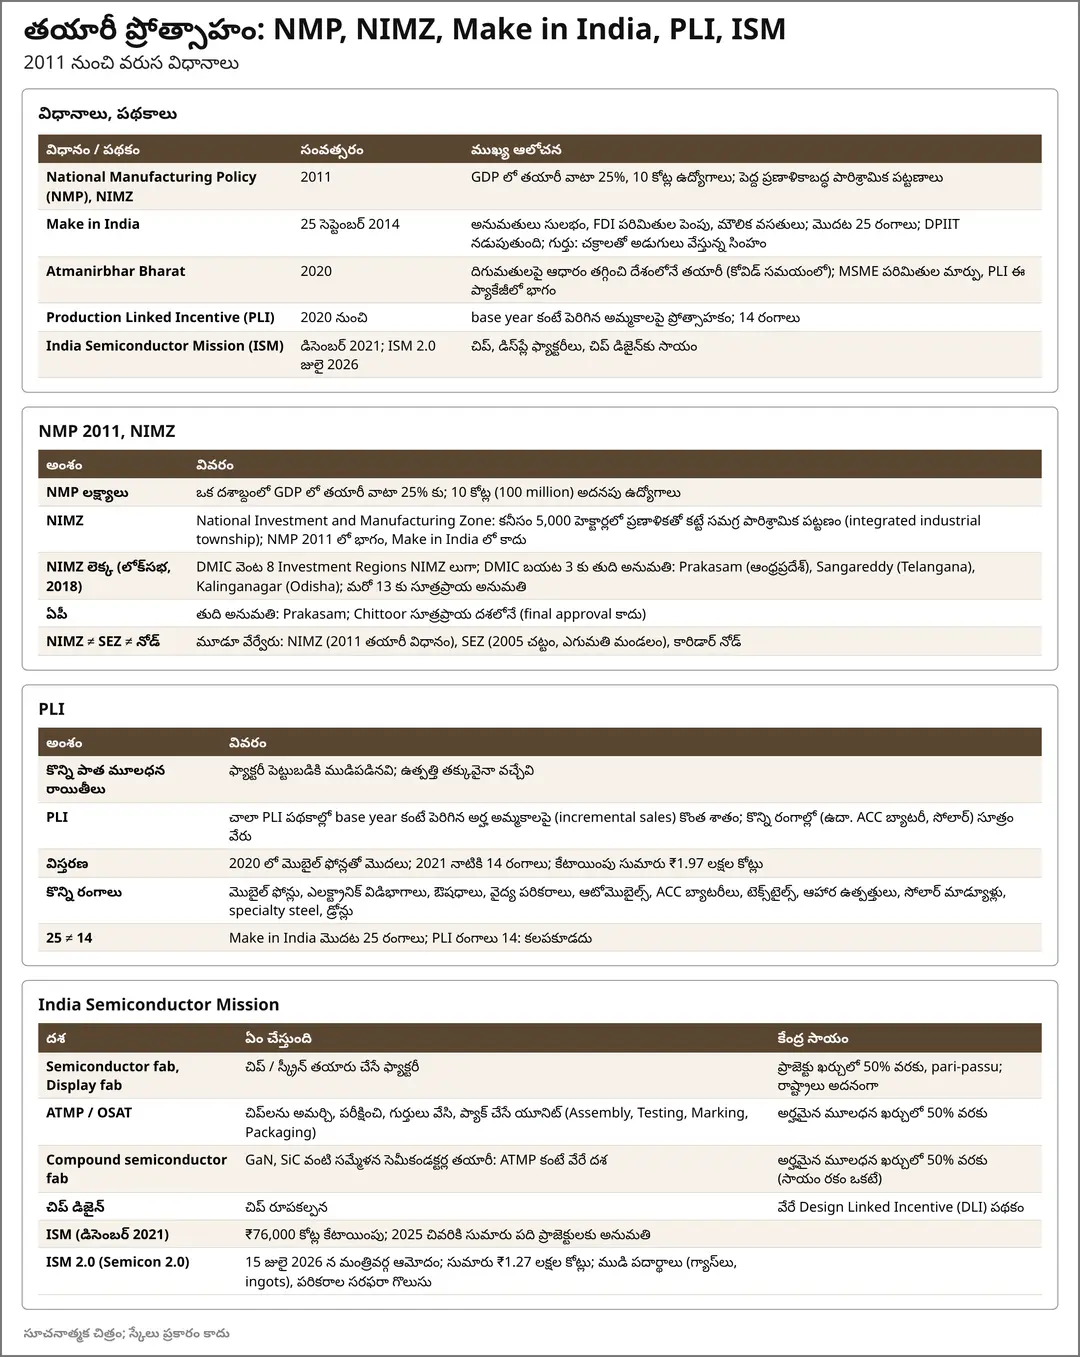 తయారీ ప్రోత్సాహం: NMP, NIMZ, Make in India, PLI, ISM
2011 నుంచి వరుస విధానాలు
విధానాలు, పథకాలు
విధానం / పథకం సంవత్సరం ముఖ్య ఆలోచన
National Manufacturing Policy (NMP), NIMZ 2011 GDP లో తయారీ వాటా 25%, 10 కోట్ల ఉద్యోగాలు; పెద్ద ప్రణాళికాబద్ధ పారిశ్రామిక పట్టణాలు
Make in India 25 సెప్టెంబర్ 2014 అనుమతులు సులభం, FDI పరిమితుల పెంపు, మౌలిక వసతులు; మొదట 25 రంగాలు; DPIIT
నడుపుతుంది; గుర్తు: చక్రాలతో అడుగులు వేస్తున్న సింహం
Atmanirbhar Bharat 2020 దిగుమతులపై ఆధారం తగ్గించి దేశంలోనే తయారీ (కోవిడ్ సమయంలో); MSME పరిమితుల మార్పు, PLI ఈ
ప్యాకేజీలో భాగం
Production Linked Incentive (PLI) 2020 నుంచి base year కంటే పెరిగిన అమ్మకాలపై ప్రోత్సాహకం; 14 రంగాలు
India Semiconductor Mission (ISM) డిసెంబర్ 2021; ISM 2.0 జులై 2026 చిప్, డిస్‌ప్లే ఫ్యాక్టరీలు, చిప్ డిజైన్‌కు సాయం
NMP 2011, NIMZ
అంశం వివరం
NMP లక్ష్యాలు ఒక దశాబ్దంలో GDP లో తయారీ వాటా 25% కు; 10 కోట్ల (100 million) అదనపు ఉద్యోగాలు
NIMZ National Investment and Manufacturing Zone: కనీసం 5,000 హెక్టార్లలో ప్రణాళికతో కట్టే సమగ్ర పారిశ్రామిక పట్టణం (integrated industrial
township); NMP 2011 లో భాగం, Make in India లో కాదు
NIMZ లెక్క (లోక్‌సభ, 2018) DMIC వెంట 8 Investment Regions NIMZ లుగా; DMIC బయట 3 కు తుది అనుమతి: Prakasam (ఆంధ్రప్రదేశ్), Sangareddy (Telangana),
Kalinganagar (Odisha); మరో 13 కు సూత్రప్రాయ అనుమతి
ఏపీ తుది అనుమతి: Prakasam; Chittoor సూత్రప్రాయ దశలోనే (final approval కాదు)
NIMZ ≠ SEZ ≠ నోడ్ మూడూ వేర్వేరు: NIMZ (2011 తయారీ విధానం), SEZ (2005 చట్టం, ఎగుమతి మండలం), కారిడార్ నోడ్
PLI
అంశం వివరం
కొన్ని పాత మూలధన రాయితీలు ఫ్యాక్టరీ పెట్టుబడికి ముడిపడినవి; ఉత్పత్తి తక్కువైనా వచ్చేవి
PLI చాలా PLI పథకాల్లో base year కంటే పెరిగిన అర్హ అమ్మకాలపై (incremental sales) కొంత శాతం; కొన్ని రంగాల్లో (ఉదా. ACC బ్యాటరీ, సోలార్) సూత్రం
వేరు
విస్తరణ 2020 లో మొబైల్ ఫోన్లతో మొదలు; 2021 నాటికి 14 రంగాలు; కేటాయింపు సుమారు ₹1.97 లక్షల కోట్లు
కొన్ని రంగాలు మొబైల్ ఫోన్లు, ఎలక్ట్రానిక్ విడిభాగాలు, ఔషధాలు, వైద్య పరికరాలు, ఆటోమొబైల్స్, ACC బ్యాటరీలు, టెక్స్‌టైల్స్, ఆహార ఉత్పత్తులు, సోలార్ మాడ్యూళ్లు,
specialty steel, డ్రోన్లు
25 ≠ 14 Make in India మొదట 25 రంగాలు; PLI రంగాలు 14: కలపకూడదు
India Semiconductor Mission
దశ ఏం చేస్తుంది కేంద్ర సాయం
Semiconductor fab, Display fab చిప్ / స్క్రీన్ తయారు చేసే ఫ్యాక్టరీ ప్రాజెక్టు ఖర్చులో 50% వరకు, pari-passu; రాష్ట్రాలు అదనంగా
ATMP / OSAT చిప్‌లను అమర్చి, పరీక్షించి, గుర్తులు వేసి, ప్యాక్ చేసే యూనిట్ (Assembly, Testing, Marking, Packaging) అర్హమైన మూలధన ఖర్చులో 50% వరకు
Compound semiconductor fab GaN, SiC వంటి సమ్మేళన సెమీకండక్టర్ల తయారీ: ATMP కంటే వేరే దశ అర్హమైన మూలధన ఖర్చులో 50% వరకు (సాయం రకం ఒకటే)
చిప్ డిజైన్ చిప్ రూపకల్పన వేరే Design Linked Incentive (DLI) పథకం
ISM (డిసెంబర్ 2021) ₹76,000 కోట్ల కేటాయింపు; 2025 చివరికి సుమారు పది ప్రాజెక్టులకు అనుమతి
ISM 2.0 (Semicon 2.0) 15 జులై 2026 న మంత్రివర్గ ఆమోదం; సుమారు ₹1.27 లక్షల కోట్లు; ముడి పదార్థాలు (గ్యాస్‌లు,
ingots), పరికరాల సరఫరా గొలుసు
సూచనాత్మక చిత్రం; స్కేలు ప్రకారం కాదు